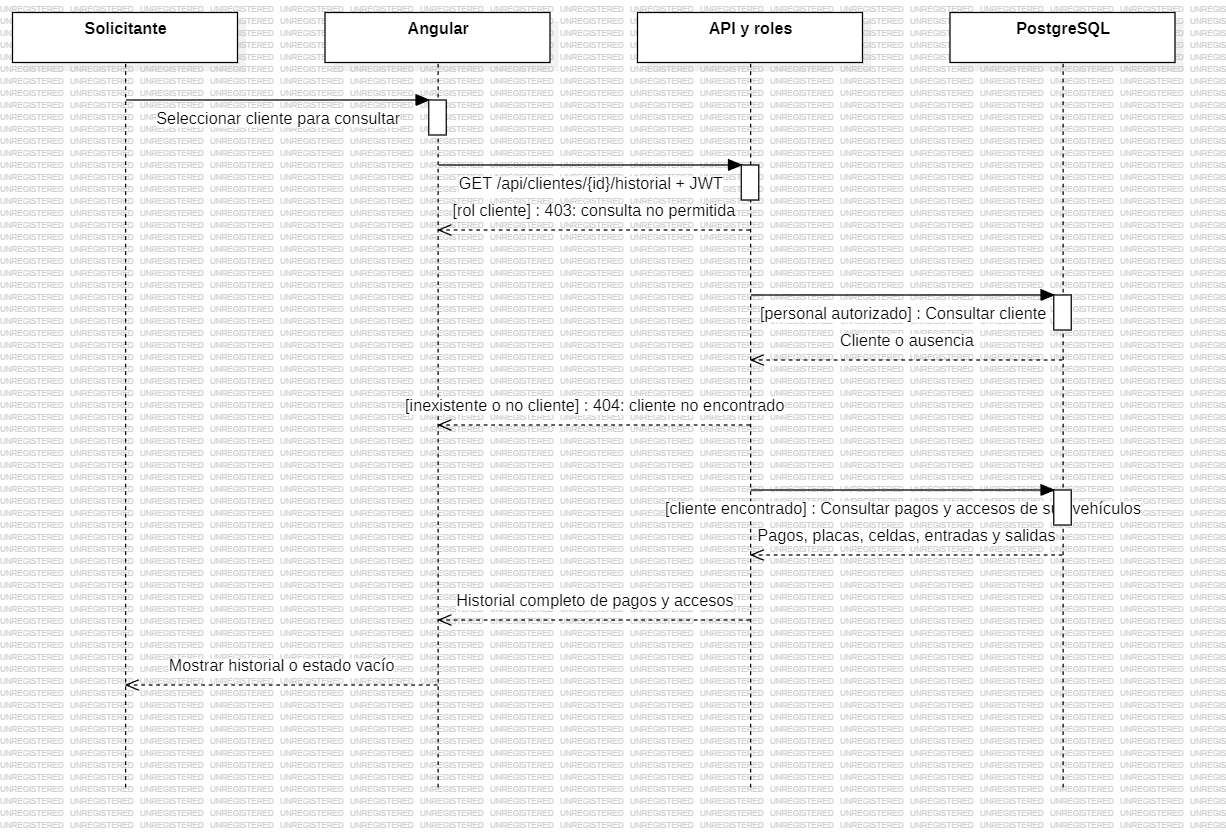 Solicitante
Angular
API y roles
PostgreSQL
Seleccionar cliente para consultar
GET /api/clientes/{id}/historial + JWT
[rol cliente] : 403: consulta no permitida
[personal autorizado] : Consultar cliente
Cliente o ausencia
[inexistente o no cliente] : 404: cliente no encontrado
[cliente encontrado] : Consultar pagos y accesos de sus vehículos
Pagos, placas, celdas, entradas y salidas
Historial completo de pagos y accesos
Mostrar historial o estado vacío
UNREGISTERED